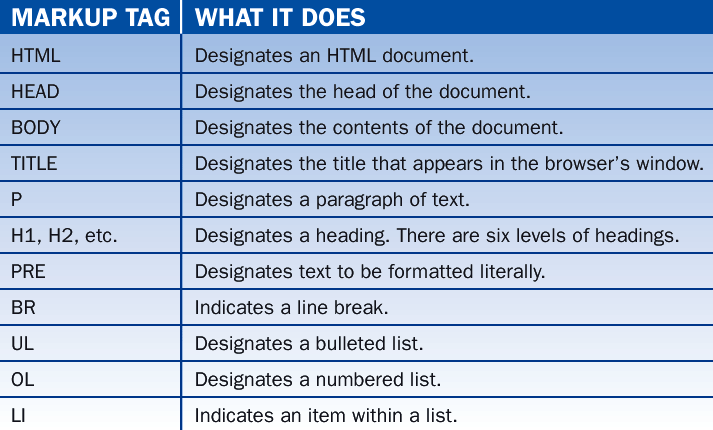 MARKUP TAG WHAT IT DOES
HTML Designates an HTML document.
HEAD Designates the head of the document.
BODY Designates the contents of the document.
TITLE Designates the title that appears in the browser’s window.
P Designates a paragraph of text.
H1, H2, etc. Designates a heading. There are six levels of headings.
PRE Designates text to be formatted literally.
BR Indicates a line break.
UL Designates a bulleted list.
OL Designates a numbered list.
LI Indicates an item within a list.